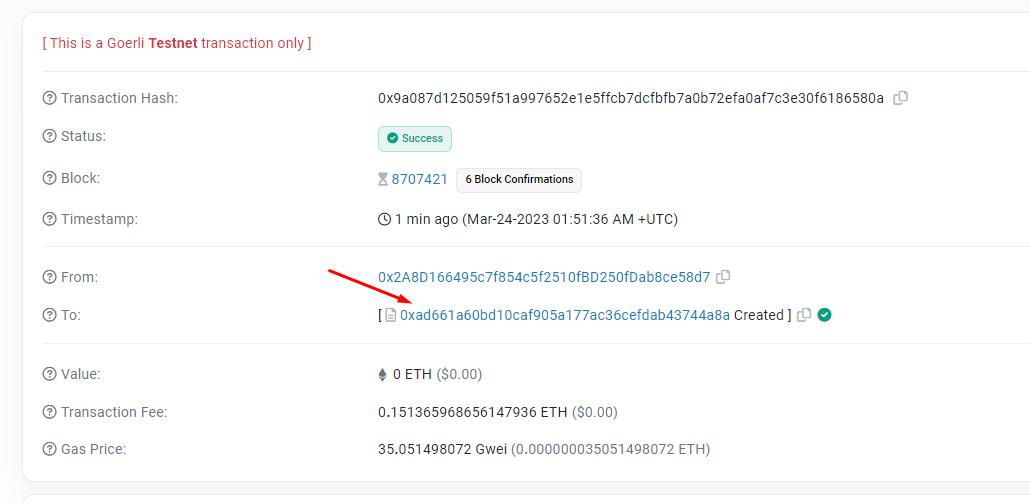 [ This is a Goerli Testnet transaction only ]
Transaction Hash: 0x9a087d125059f51a997652e1e5ffcb7dcfbfb7a0b72efa0af7c3e30f6186580a
Status: Success
Block: 8707421 6 Block Confirmations
Timestamp: 1 min ago (Mar-24-2023 01:51:36 AM +UTC)
From: 0x2A8D166495c7f854c5f2510fBD250fDab8ce58d7
To: [ 0xad661a60bd10caf905a177ac36cefdab43744a8a Created ]
Value: 0 ETH ($0.00)
Transaction Fee: 0.151365968656147936 ETH ($0.00)
Gas Price: 35.051498072 Gwei (0.000000035051498072 ETH)